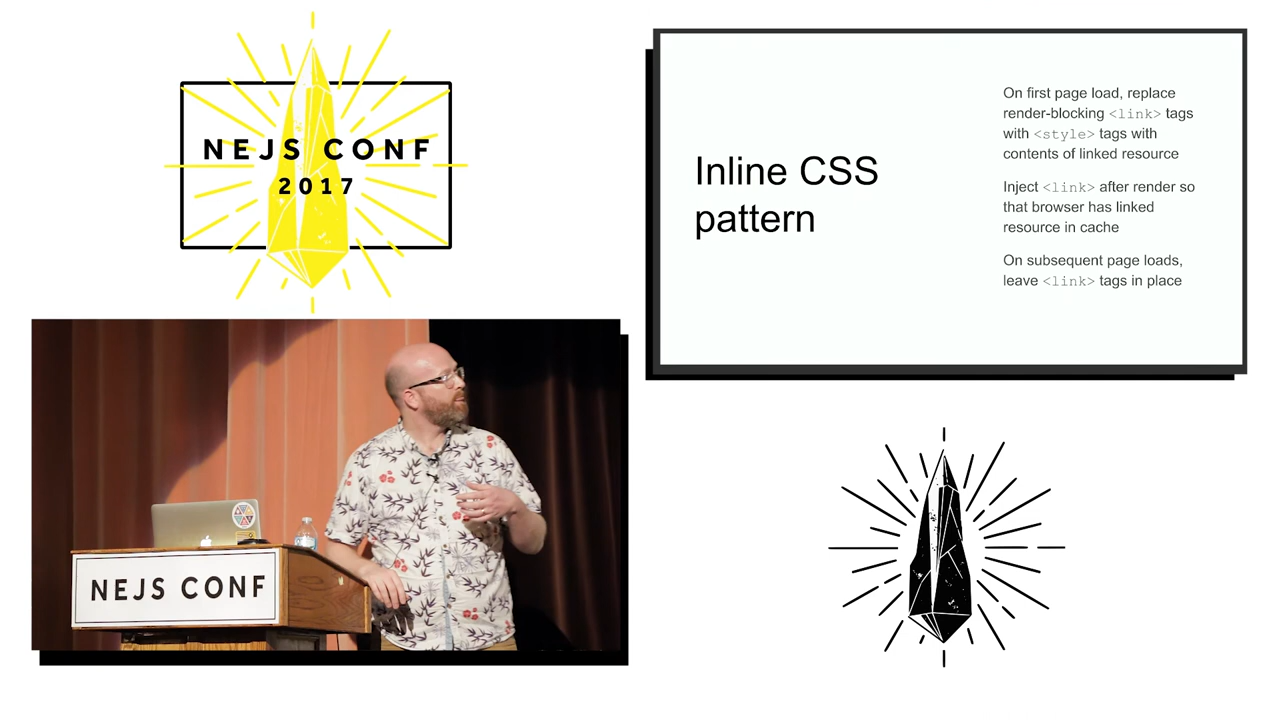 NEJS CONF
2017
Inline CSS
pattern
On first page load, replace
render-blocking <link> tags
with <style> tags with
contents of linked resource
Inject <link> after render so
that browser has linked
resource in cache
On subsequent page loads,
leave <link> tags in place
NEJS CONF